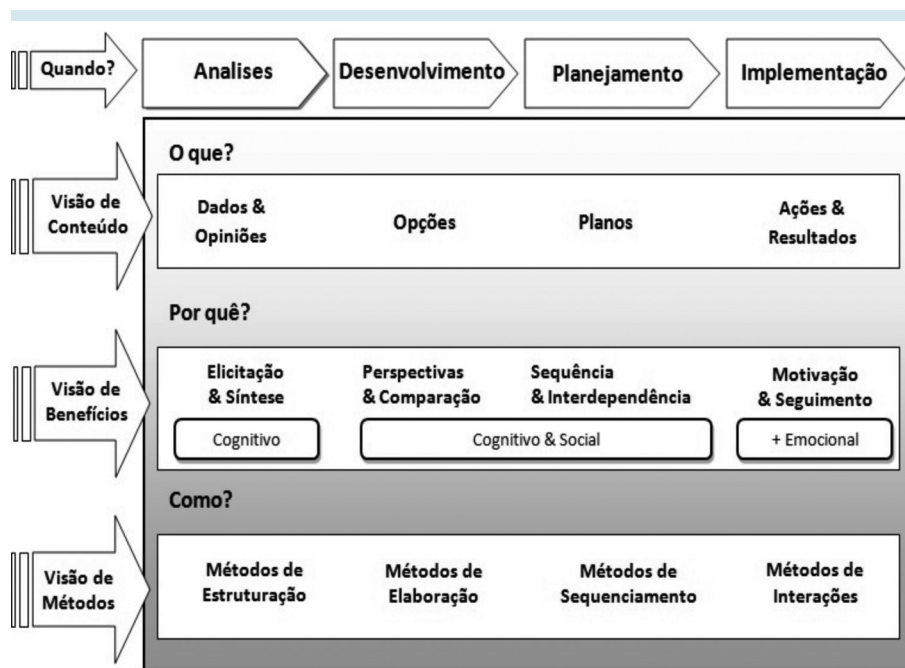 Quando?
Analises
Desenvolvimento
Planejamento
Implementação
O que?
Visão de
Conteúdo
Dados &
Opiniões
Opções
Planos
Ações &
Resultados
Por quê?
Visão de
Benefícios
Elicitação
& Síntese
Perspectivas
& Comparação
Sequência
& Interdependência
Motivação
& Seguimento
Cognitivo
Cognitivo & Social
+ Emocional
Como?
Visão de
Métodos
Métodos de
Estruturação
Métodos de
Elaboração
Métodos de
Sequenciamento
Métodos de
Interações